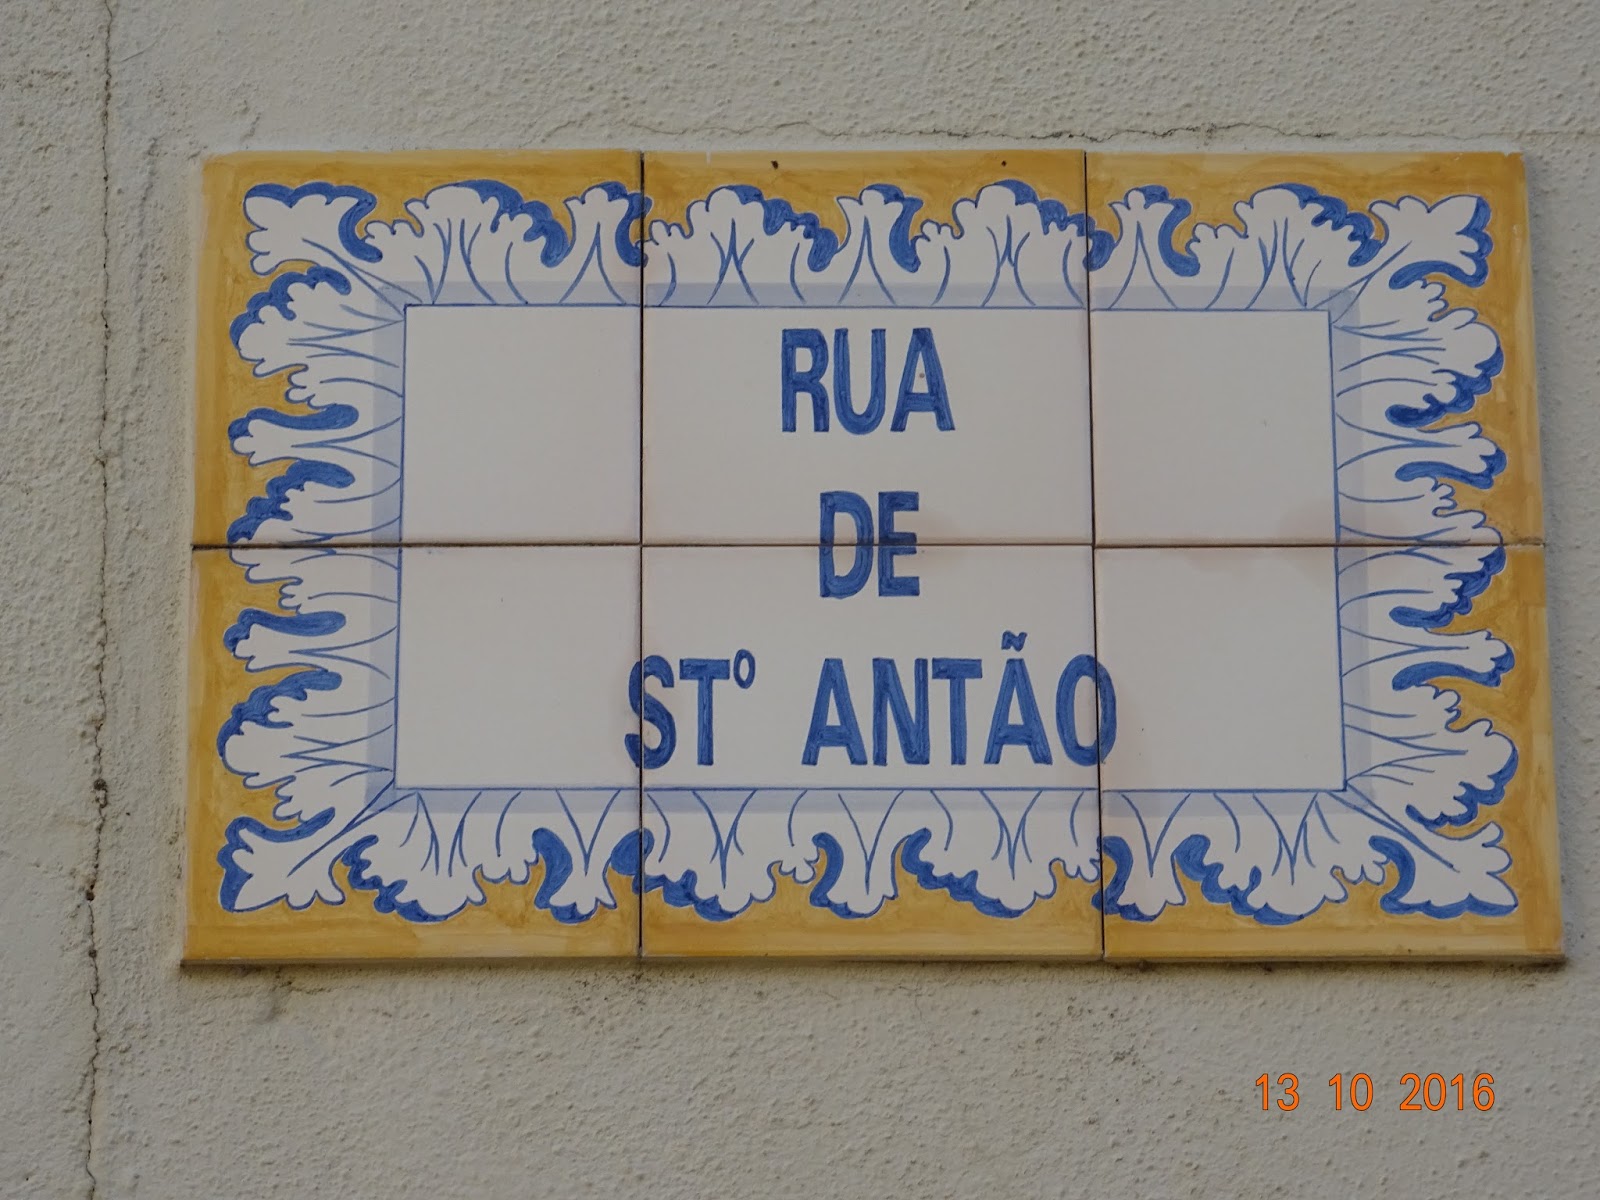 RUA
DE
STº ANTÃO
13 10 2016